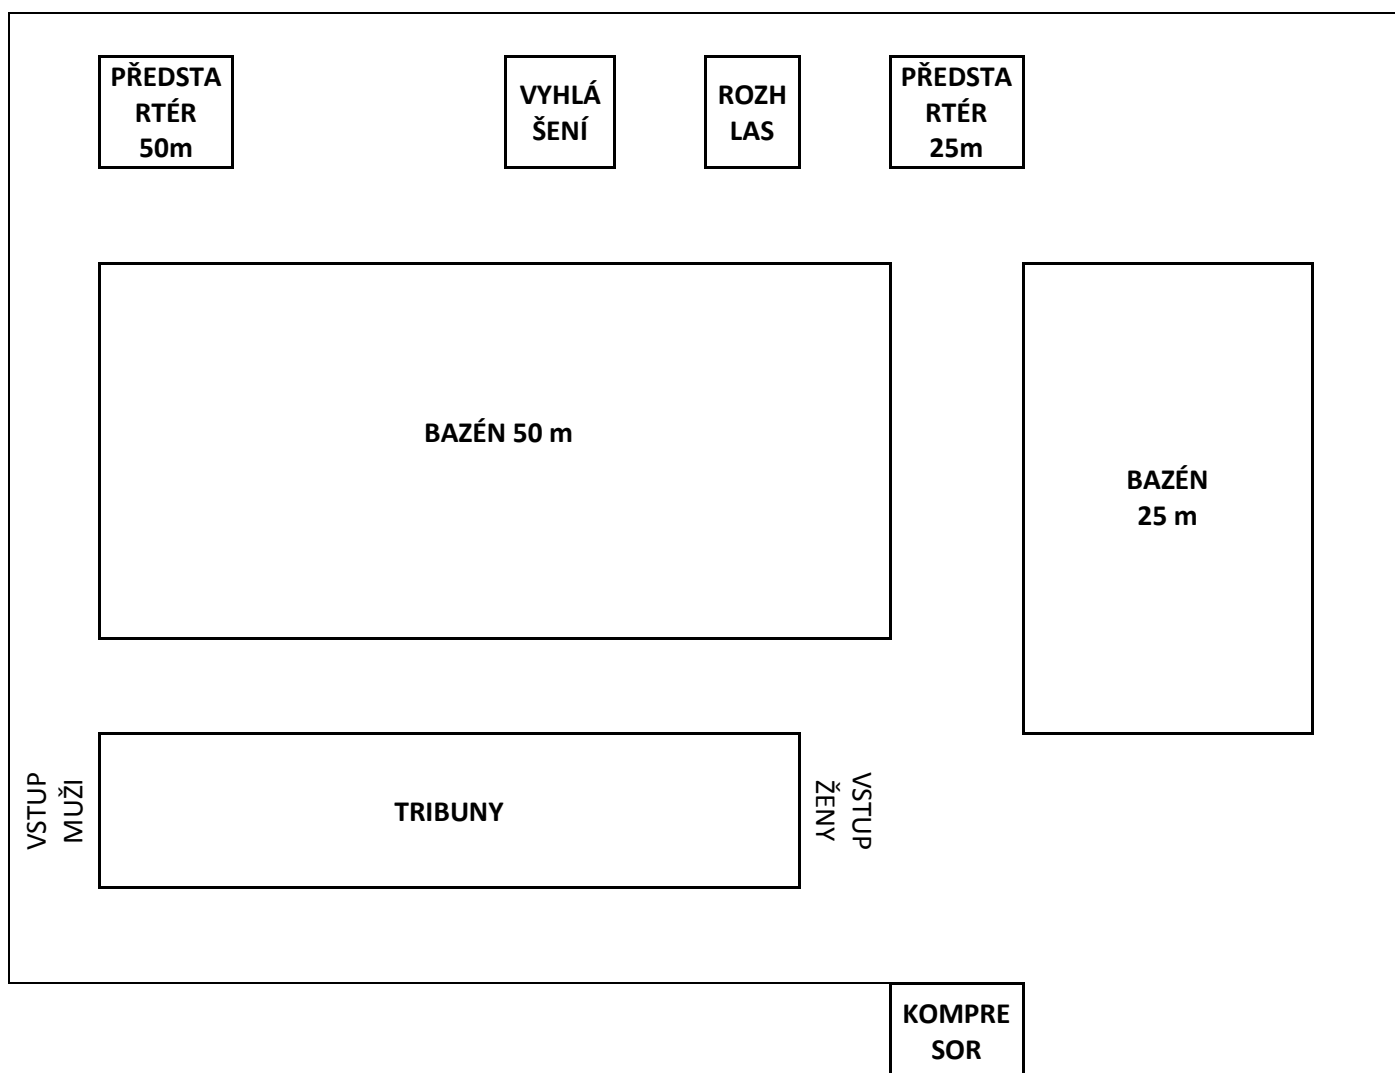 PŘEDSTA
RTÉR
50m
VYHLÁ
ŠENÍ
ROZH
LAS
PŘEDSTA
RTÉR
25m
BAZÉN 50 m
BAZÉN
25 m
VSTUP
MUŽI
TRIBUNY
VSTUP
ŽENY
KOMPRE
SOR